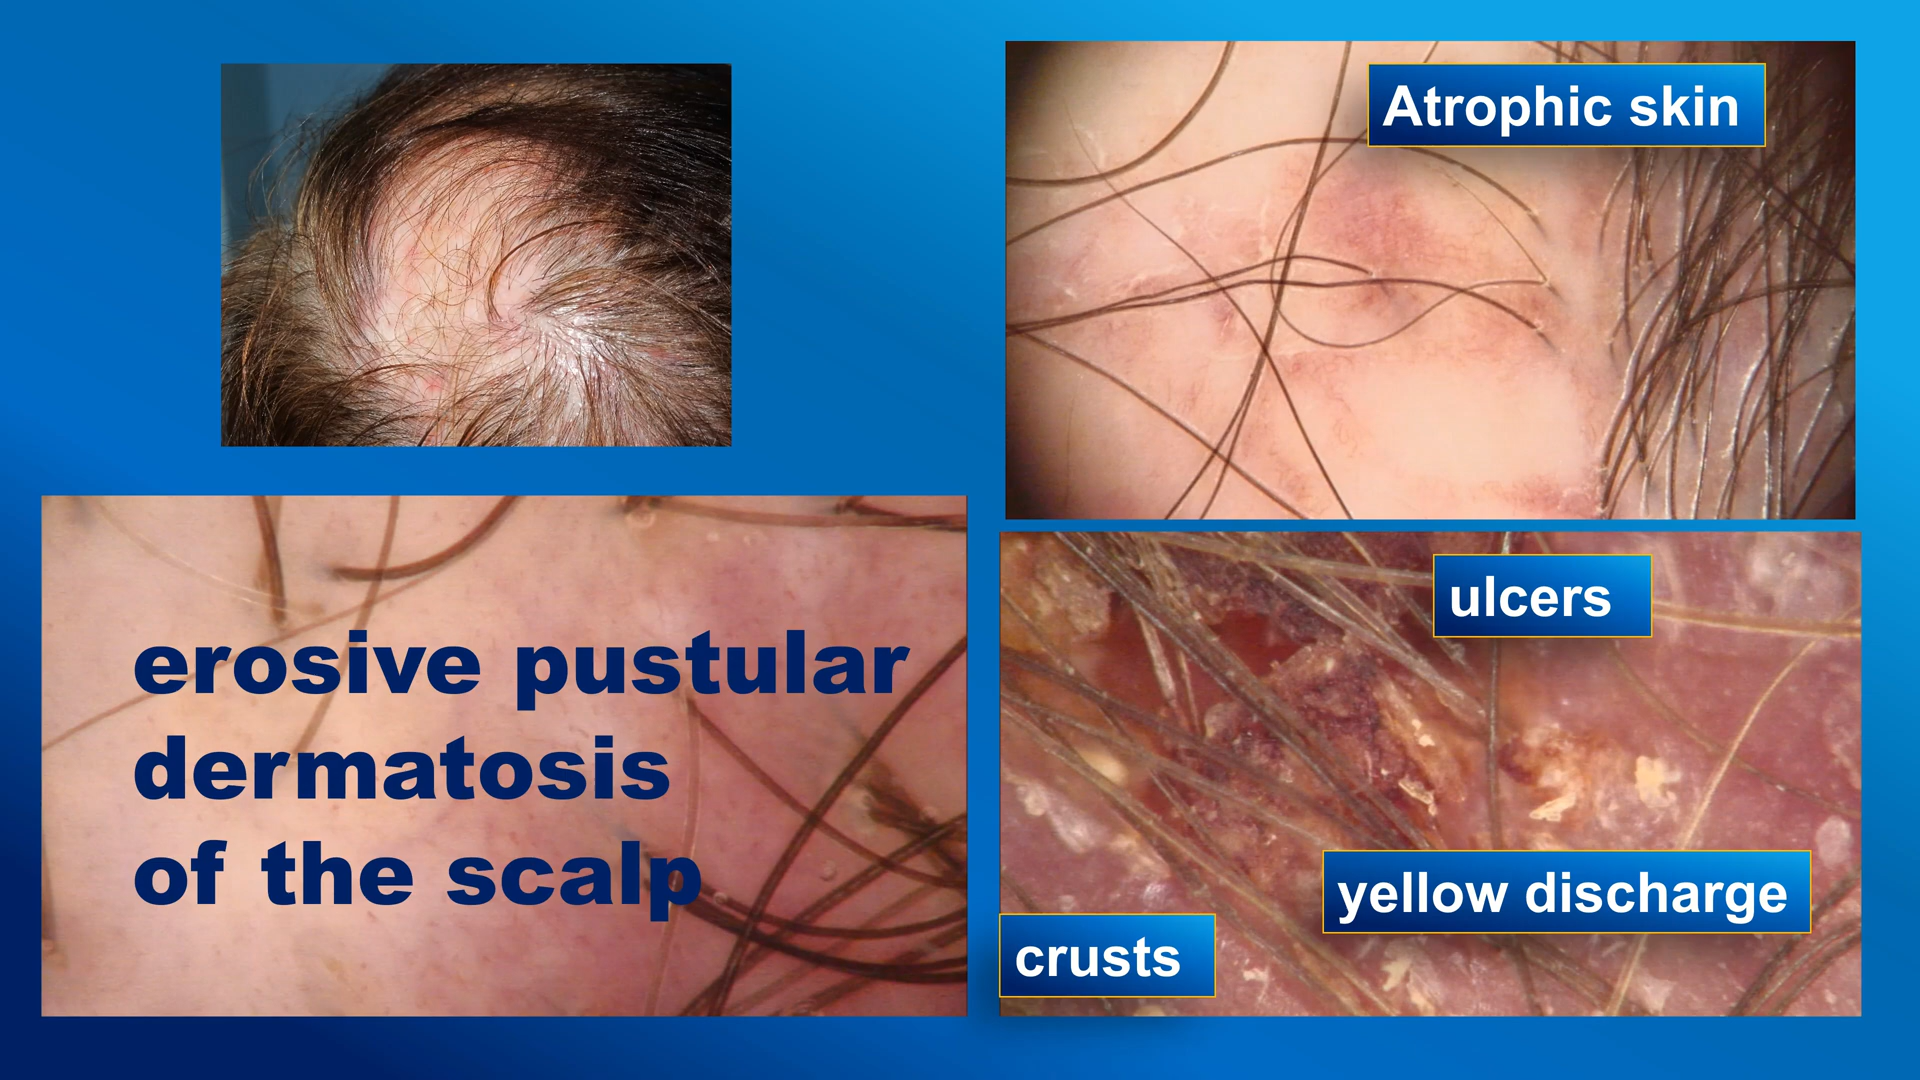 Atrophic skin
erosive pustular
dermatosis
of the scalp
ulcers
yellow discharge
crusts